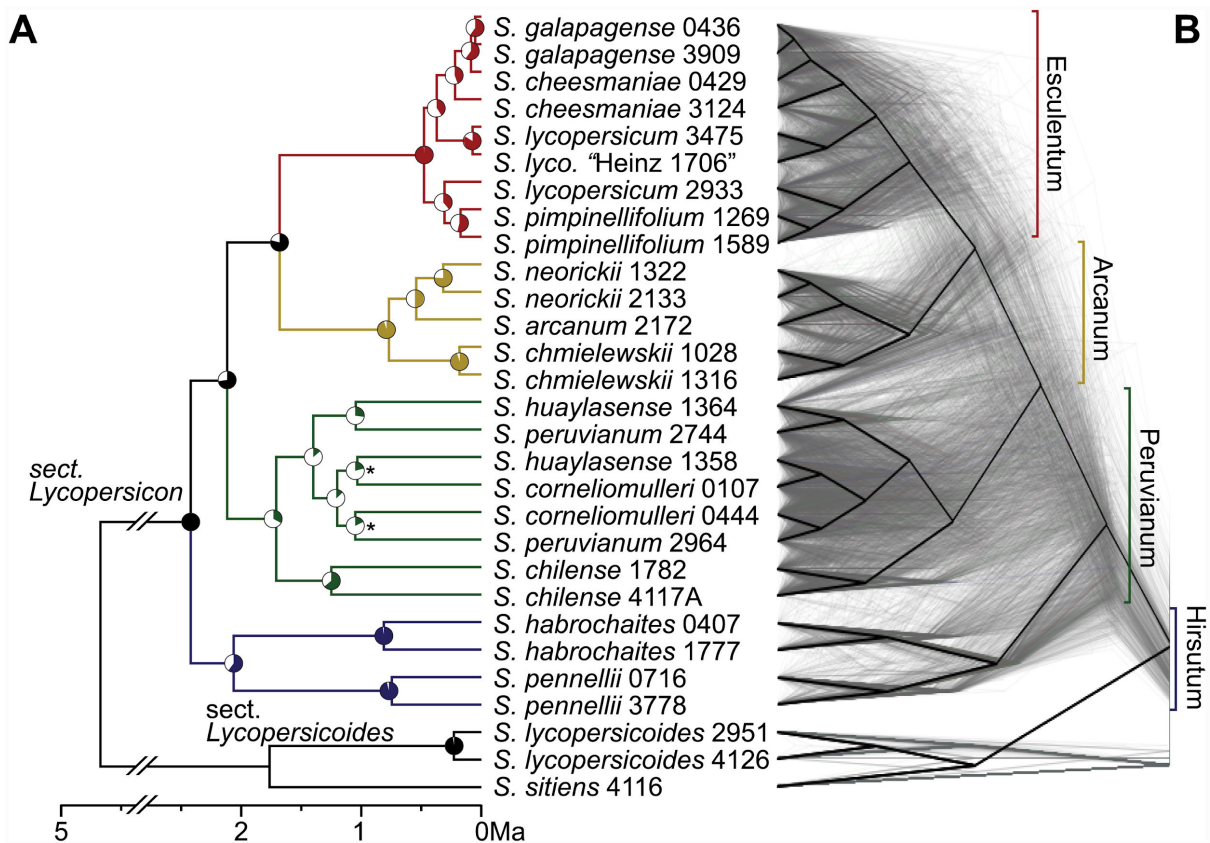 A
B
S. galapagense 0436
S. galapagense 3909
S. cheesmaniae 0429
S. cheesmaniae 3124
S. lycopersicum 3475
S. lyco. “Heinz 1706”
S. lycopersicum 2933
S. pimpinellifolium 1269
S. pimpinellifolium 1589
S. neorickii 1322
S. neorickii 2133
S. arcanum 2172
S. chmielewskii 1028
S. chmielewskii 1316
S. huaylasense 1364
S. peruvianum 2744
S. huaylasense 1358
S. corneliomulleri 0107
S. corneliomulleri 0444
S. peruvianum 2964
S. chilense 1782
S. chilense 4117A
S. habrochaites 0407
S. habrochaites 1777
S. pennellii 0716
S. pennellii 3778
S. lycopersicoides 2951
S. lycopersicoides 4126
S. sitiens 4116
sect.
Lycopersicon
*
*
sect.
Lycopersicoides
5 2 1 0Ma
Esculentum
Arcanum
Peruvianum
Hirsutum